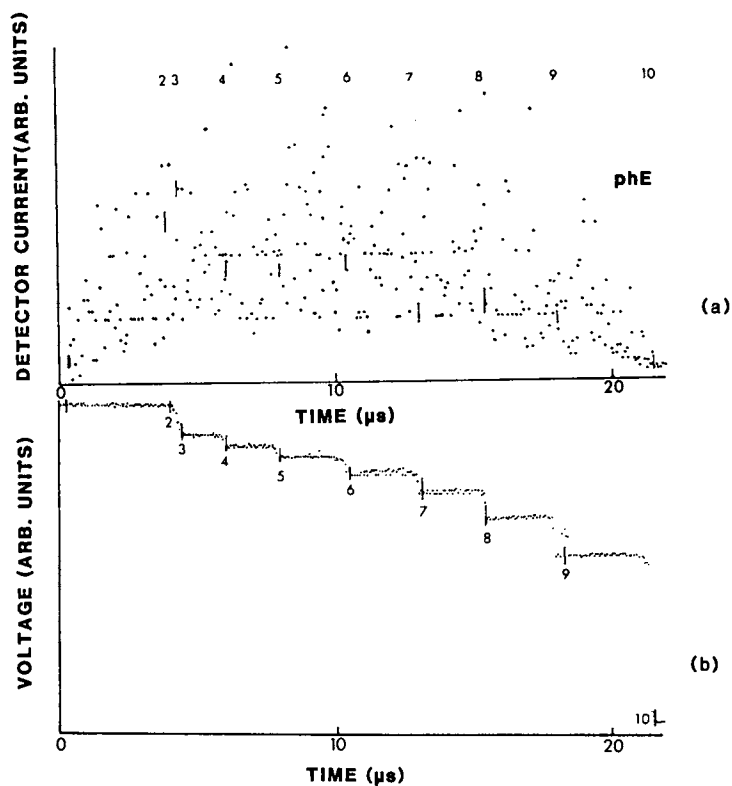 DETECTOR CURRENT(ARB. UNITS)
2 3 4 5 6 7 8 9 10
phE
(a)
0 10 20
TIME (μs)
VOLTAGE (ARB. UNITS)
2
3
4
5
6
7
8
9
10
(b)
0 10 20
TIME (μs)